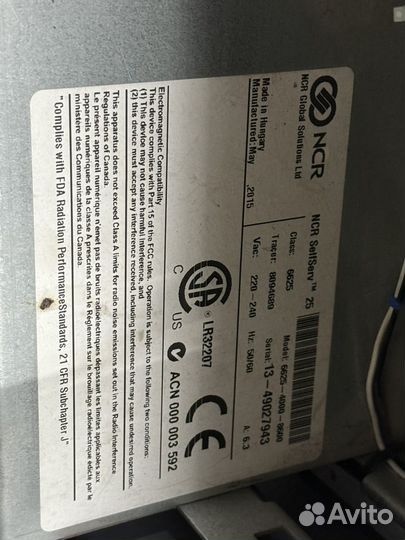 NCR
NCR Global Solutions Ltd
Made in Hungary
Manufactured: May ,2015
NCR SelfServ™ 25
Class: 6625 Model: 6625-4000-8600
Tracer: 8094689 Serial: 13-49027943
Vac: 220-240 Hz: 50/60 A: 6.3
Electromagnetic Compatibility
This device complies with Part 15 of the FCC rules. Operation is subject to the following two conditions:
(1) This device may not cause harmful interference, and
(2) this device must accept any interference received, including interference that may cause undesired operation.
This apparatus does not exceed Class A limits for radio noise emissions set out in the Radio Interference
Regulations of Canada.
Le présent appareil numérique n'émet pas de bruits radioélectriques dépassant les limites applicables aux
appareils numériques de la classe A prescrites dans le Règlement sur le brouillage radioélectrique édicté par le
ministère des Communications du Canada.
"Complies with FDA Radiation PerformanceStandards, 21 CFR Subchapter J"
C SA US
LR32207
ACN 000 003 592
CE
Avito